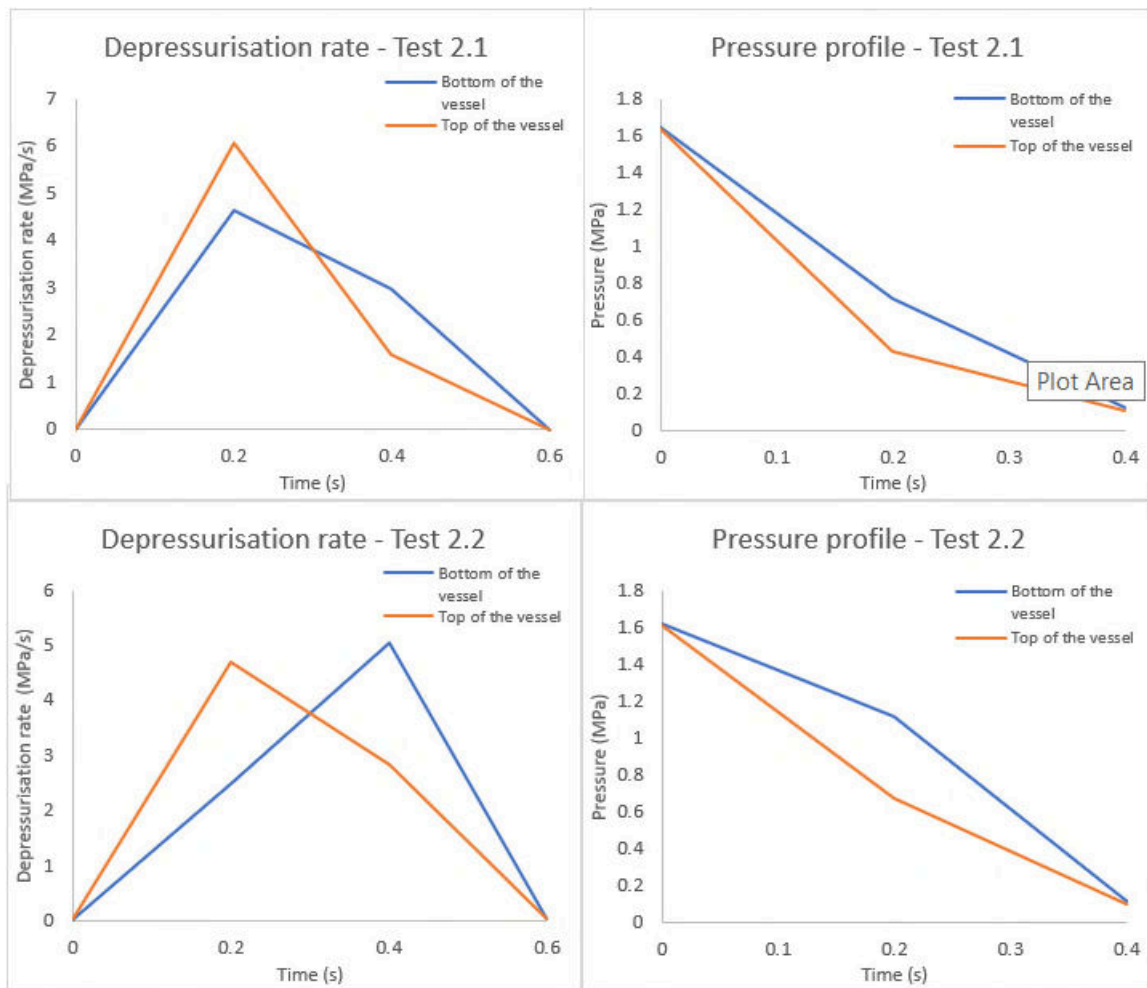 Depressurisation rate - Test 2.1
Bottom of the
vessel
Top of the vessel
Depressurisation rate (MPa/s)
7
6
5
4
3
2
1
0
0 0.2 0.4 0.6
Time (s)
Pressure profile - Test 2.1
Bottom of the
vessel
Top of the vessel
Pressure (MPa)
1.8
1.6
1.4
1.2
1
0.8
0.6
0.4
0.2
0
Plot Area
0 0.1 0.2 0.3 0.4
Time (s)
Depressurisation rate - Test 2.2
Bottom of the
vessel
Top of the vessel
Depressurisation rate (MPa/s)
6
5
4
3
2
1
0
0 0.2 0.4 0.6
Time (s)
Pressure profile - Test 2.2
Bottom of the
vessel
Top of the vessel
Pressure (MPa)
1.8
1.6
1.4
1.2
1
0.8
0.6
0.4
0.2
0
0 0.1 0.2 0.3 0.4
Time (s)